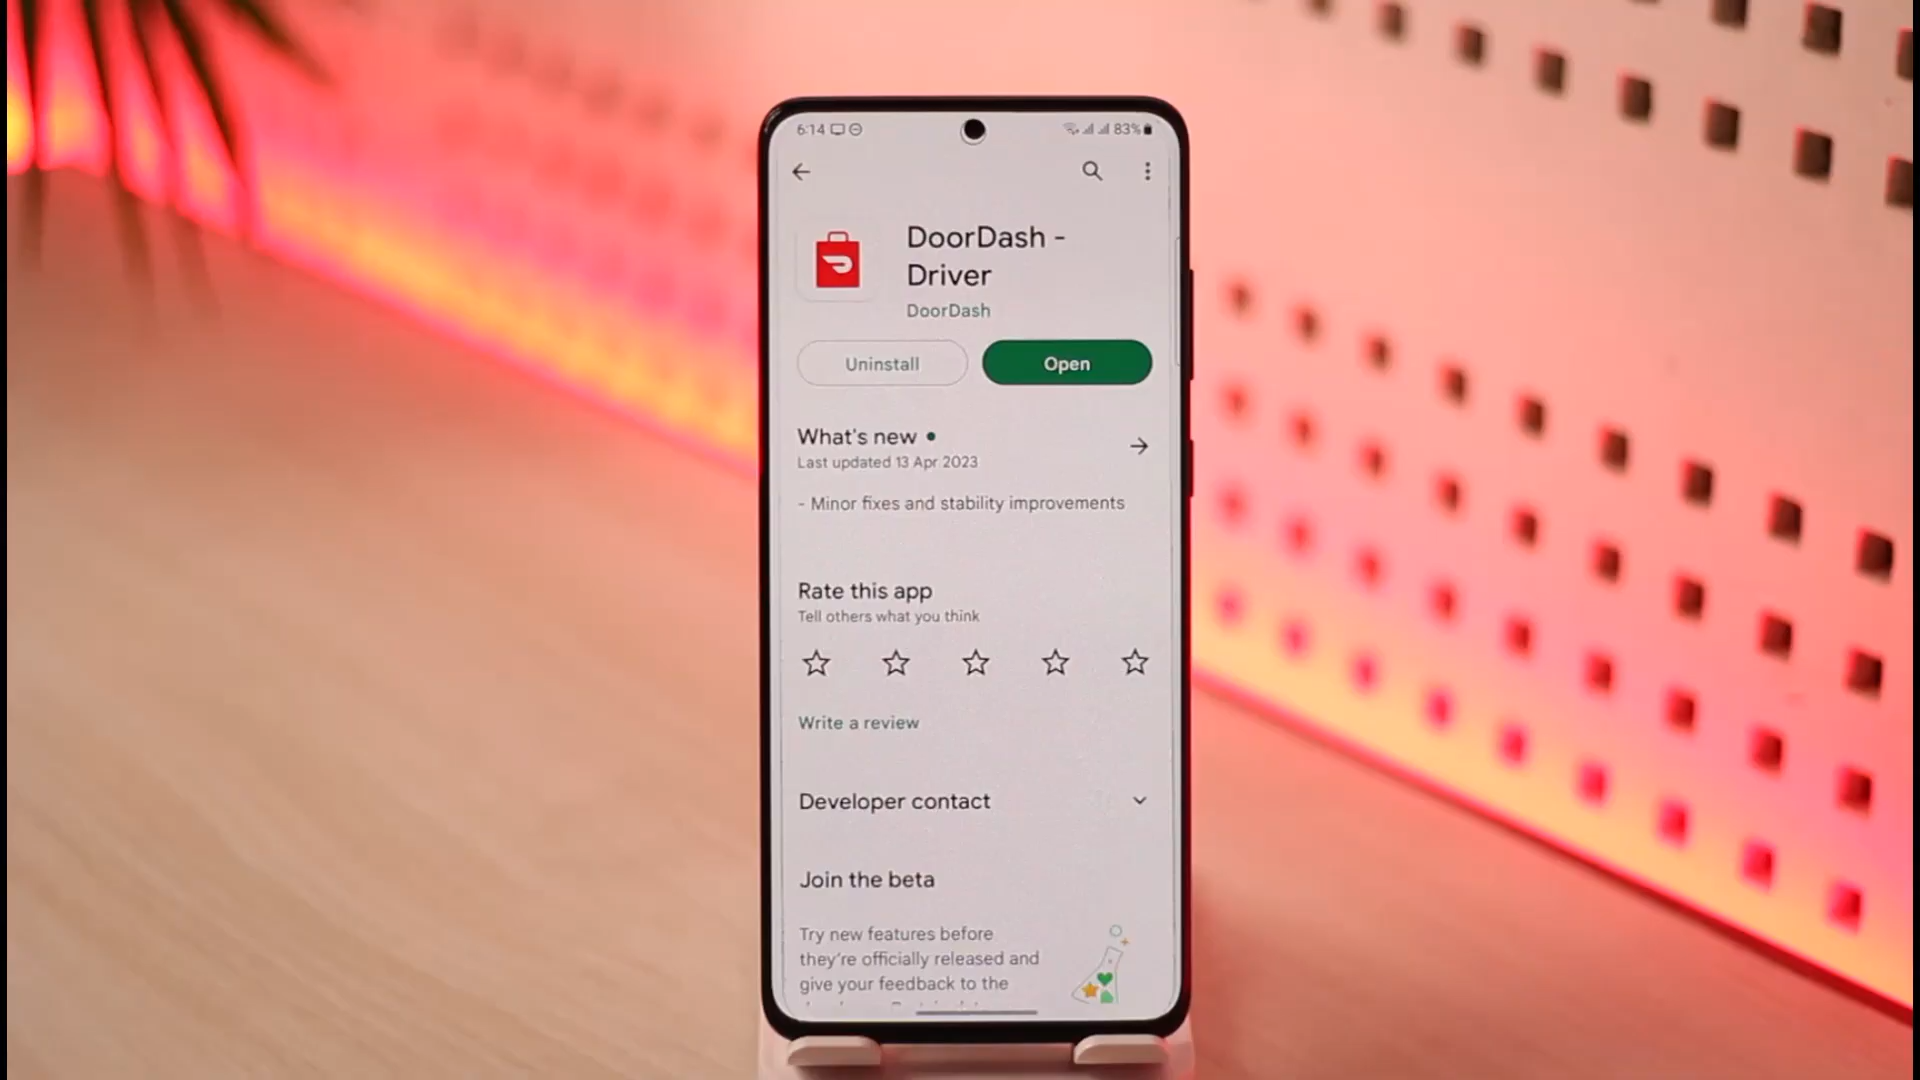 6:14
83%
DoorDash -
Driver
DoorDash
Uninstall
Open
What's new
Last updated 13 Apr 2023
- Minor fixes and stability improvements
Rate this app
Tell others what you think
Write a review
Developer contact
Join the beta
Try new features before
they're officially released and
give your feedback to the